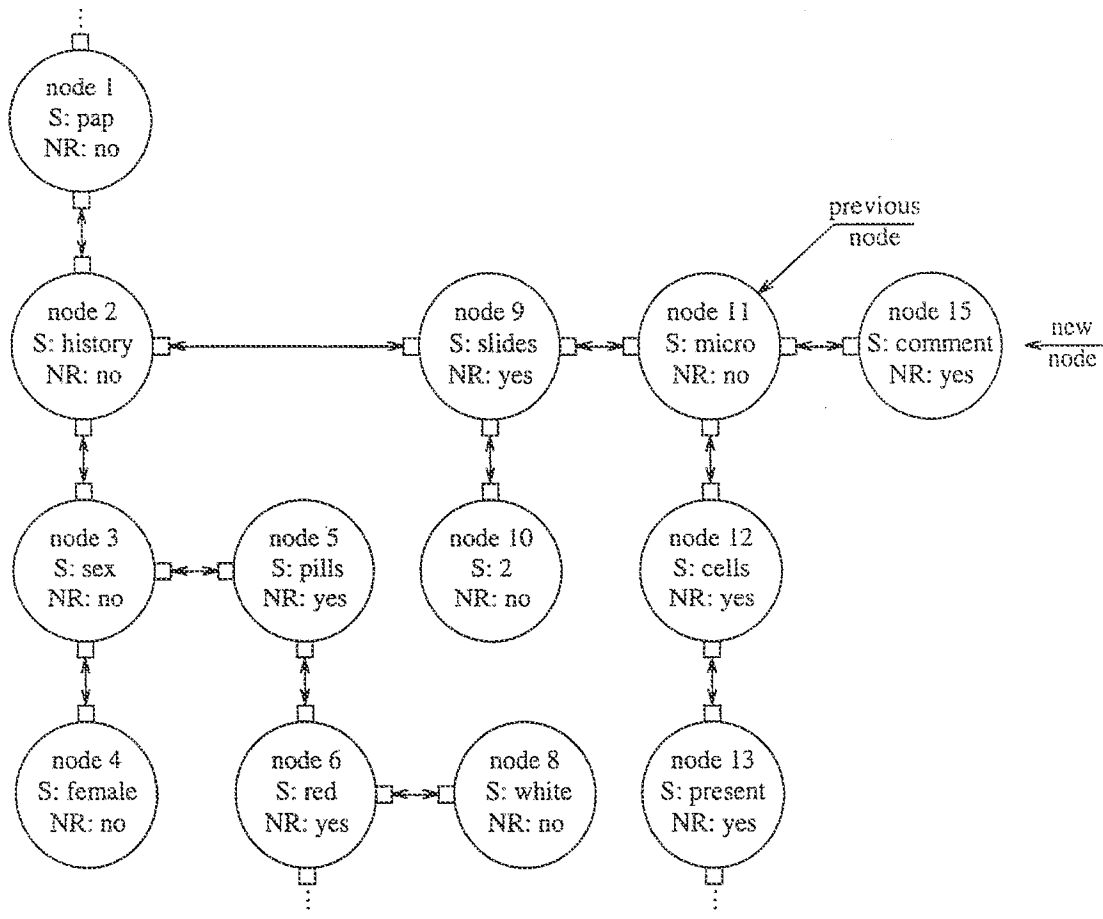 node 1
S: pap
NR: no
previous
node
node 2
S: history
NR: no
node 9
S: slides
NR: yes
node 11
S: micro
NR: no
node 15
S: comment
NR: yes
new
node
node 3
S: sex
NR: no
node 5
S: pills
NR: yes
node 10
S: 2
NR: no
node 12
S: cells
NR: yes
node 4
S: female
NR: no
node 6
S: red
NR: yes
node 8
S: white
NR: no
node 13
S: present
NR: yes